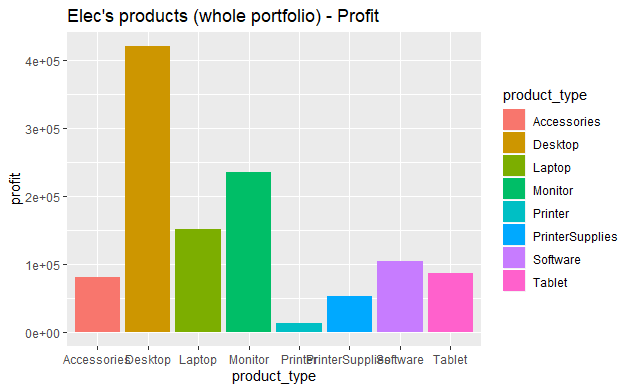 Elec's products (whole portfolio) - Profit
profit
4e+05
3e+05
2e+05
1e+05
0e+00
Accessories Desktop Laptop Monitor Printer PrinterSupplies Software Tablet
product_type
product_type
Accessories
Desktop
Laptop
Monitor
Printer
PrinterSupplies
Software
Tablet